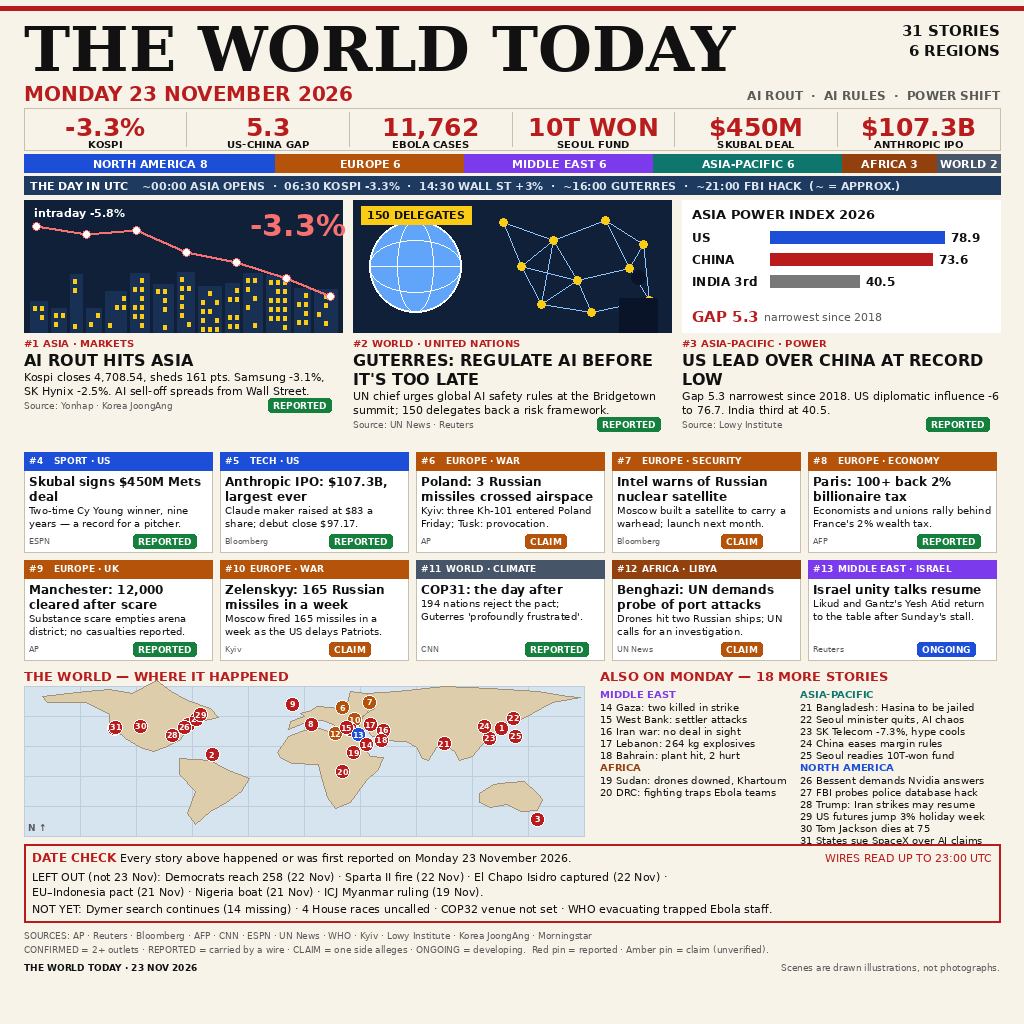 THE WORLD TODAY
31 STORIES
6 REGIONS
MONDAY 23 NOVEMBER 2026
AI ROUT · AI RULES · POWER SHIFT
-3.3%
KOSPI
5.3
US-CHINA GAP
11,762
EBOLA CASES
10T WON
SEOUL FUND
$450M
SKUBAL DEAL
$107.3B
ANTHROPIC IPO
NORTH AMERICA 8
EUROPE 6
MIDDLE EAST 6
ASIA-PACIFIC 6
AFRICA 3
WORLD 2
THE DAY IN UTC ~00:00 ASIA OPENS · 06:30 KOSPI -3.3% · 14:30 WALL ST +3% · ~16:00 GUTERRES · ~21:00 FBI HACK (~ = APPROX.)
intraday -5.8%
-3.3%
#1 ASIA · MARKETS
AI ROUT HITS ASIA
Kospi closes 4,708.54, sheds 161 pts. Samsung -3.1%,
SK Hynix -2.5%. AI sell-off spreads from Wall Street.
Source: Yonhap · Korea JoongAng
REPORTED
150 DELEGATES
#2 WORLD · UNITED NATIONS
GUTERRES: REGULATE AI BEFORE
IT'S TOO LATE
UN chief urges global AI safety rules at the Bridgetown
summit; 150 delegates back a risk framework.
Source: UN News · Reuters
REPORTED
ASIA POWER INDEX 2026
US 78.9
CHINA 73.6
INDIA 3rd 40.5
GAP 5.3 narrowest since 2018
#3 ASIA-PACIFIC · POWER
US LEAD OVER CHINA AT RECORD
LOW
Gap 5.3 narrowest since 2018. US diplomatic influence -6
to 76.7. India third at 40.5.
Source: Lowy Institute
REPORTED
#4 SPORT · US
Skubal signs $450M Mets
deal
Two-time Cy Young winner, nine
years — a record for a pitcher.
ESPN
REPORTED
#5 TECH · US
Anthropic IPO: $107.3B,
largest ever
Claude maker raised at $83 a
share; debut close $97.17.
Bloomberg
REPORTED
#6 EUROPE · WAR
Poland: 3 Russian
missiles crossed airspace
Kyiv: three Kh-101 entered Poland
Friday; Tusk: provocation.
AP
CLAIM
#7 EUROPE · SECURITY
Intel warns of Russian
nuclear satellite
Moscow built a satellite to carry a
warhead; launch next month.
Bloomberg
CLAIM
#8 EUROPE · ECONOMY
Paris: 100+ back 2%
billionaire tax
Economists and unions rally behind
France's 2% wealth tax.
AFP
REPORTED
#9 EUROPE · UK
Manchester: 12,000
cleared after scare
Substance scare empties arena
district; no casualties reported.
AP
REPORTED
#10 EUROPE · WAR
Zelenskyy: 165 Russian
missiles in a week
Moscow fired 165 missiles in a
week as the US delays Patriots.
Kyiv
CLAIM
#11 WORLD · CLIMATE
COP31: the day after
194 nations reject the pact;
Guterres 'profoundly frustrated'.
CNN
REPORTED
#12 AFRICA · LIBYA
Benghazi: UN demands
probe of port attacks
Drones hit two Russian ships; UN
calls for an investigation.
UN News
CLAIM
#13 MIDDLE EAST · ISRAEL
Israel unity talks resume
Likud and Gantz's Yesh Atid return
to the table after Sunday's stall.
Reuters
ONGOING
THE WORLD — WHERE IT HAPPENED
31
30
28
26
29
2
9
8
6
7
10
12
15
13
17
16
14
18
19
20
21
24
22
1
23
25
3
N ↑
ALSO ON MONDAY — 18 MORE STORIES
MIDDLE EAST
14 Gaza: two killed in strike
15 West Bank: settler attacks
16 Iran war: no deal in sight
17 Lebanon: 264 kg explosives
18 Bahrain: plant hit, 2 hurt
AFRICA
19 Sudan: drones downed, Khartoum
20 DRC: fighting traps Ebola teams
ASIA-PACIFIC
21 Bangladesh: Hasina to be jailed
22 Seoul minister quits, AI chaos
23 SK Telecom -7.3%, hype cools
24 China eases margin rules
25 Seoul readies 10T-won fund
NORTH AMERICA
26 Bessent demands Nvidia answers
27 FBI probes police database hack
28 Trump: Iran strikes may resume
29 US futures jump 3% holiday week
30 Tom Jackson dies at 75
31 States sue SpaceX over AI claims
DATE CHECK Every story above happened or was first reported on Monday 23 November 2026.
WIRES READ UP TO 23:00 UTC
LEFT OUT (not 23 Nov): Democrats reach 258 (22 Nov) · Sparta II fire (22 Nov) · El Chapo Isidro captured (22 Nov) ·
EU–Indonesia pact (21 Nov) · Nigeria boat (21 Nov) · ICJ Myanmar ruling (19 Nov).
NOT YET: Dymer search continues (14 missing) · 4 House races uncalled · COP32 venue not set · WHO evacuating trapped Ebola staff.
SOURCES: AP · Reuters · Bloomberg · AFP · CNN · ESPN · UN News · WHO · Kyiv · Lowy Institute · Korea JoongAng · Morningstar
CONFIRMED = 2+ outlets · REPORTED = carried by a wire · CLAIM = one side alleges · ONGOING = developing. Red pin = reported · Amber pin = claim (unverified).
THE WORLD TODAY · 23 NOV 2026
Scenes are drawn illustrations, not photographs.